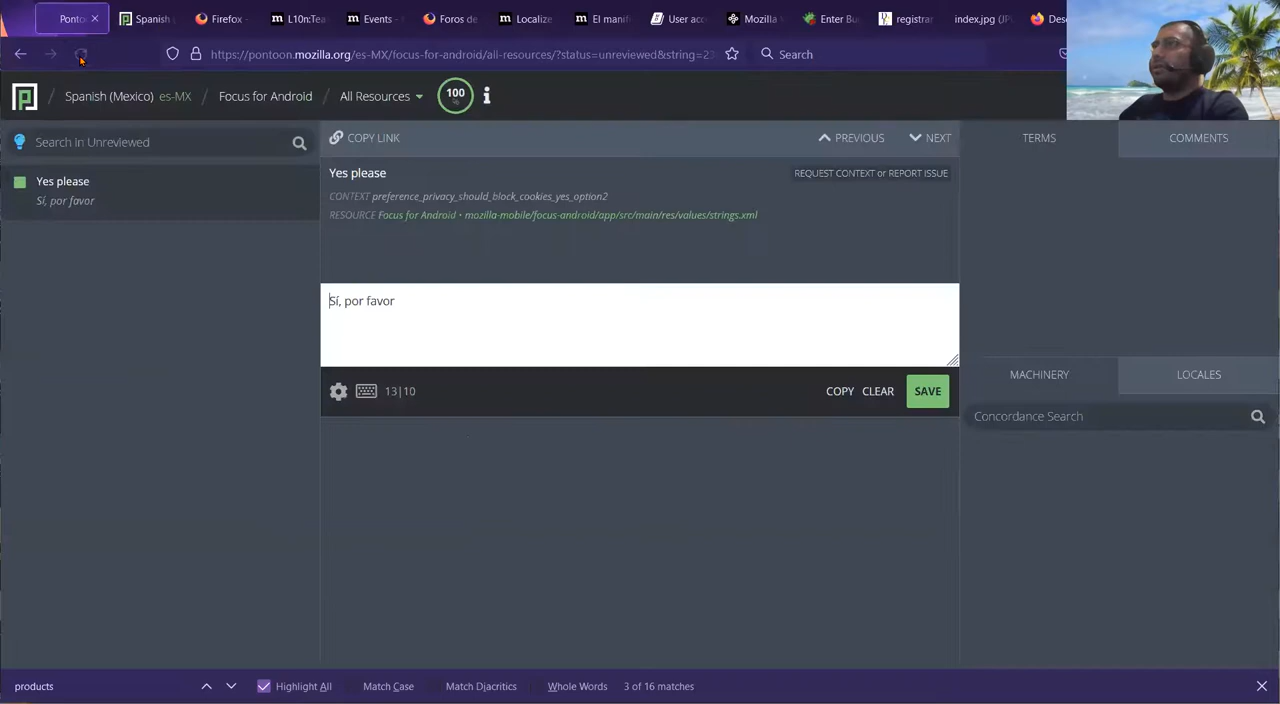 Ponto
Spanish
Firefox -
L10n:Tea
Events -
Foros de
Localize
El mani
User acc
Mozilla
Enter Bu
registrar
index.jpg (JP
Des
https://pontoon.mozilla.org/es-MX/focus-for-android/all-resources/?status=unreviewed&string=2
Search
/ Spanish (Mexico) es-MX / Focus for Android / All Resources
100
%
Search in Unreviewed
COPY LINK
PREVIOUS
NEXT
TERMS
COMMENTS
Yes please
Sí, por favor
Yes please
REQUEST CONTEXT or REPORT ISSUE
CONTEXT preference_privacy_should_block_cookies_yes_option2
RESOURCE Focus for Android • mozilla-mobile/focus-android/app/src/main/res/values/strings.xml
Sí, por favor
13|10
COPY
CLEAR
SAVE
MACHINERY
LOCALES
Concordance Search
products
Highlight All
Match Case
Match Diacritics
Whole Words
3 of 16 matches